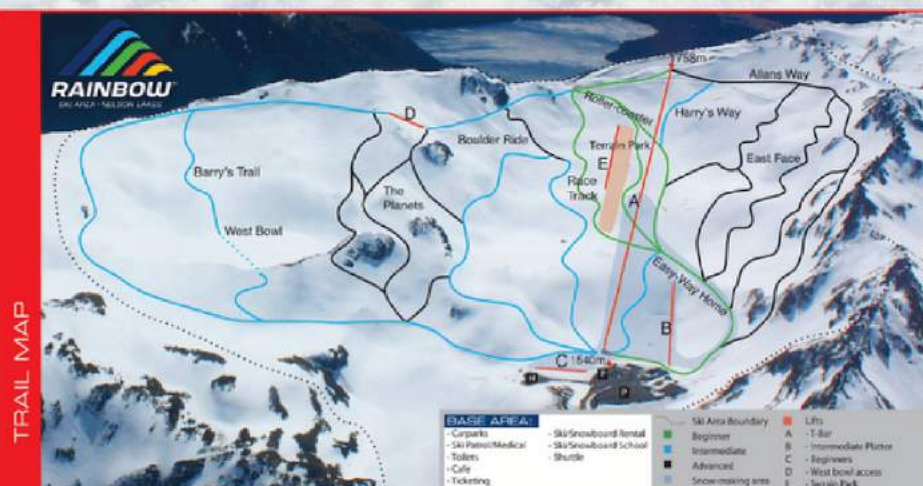 RAINBOW
SKI AREA - NELSON LAKES
TRAIL MAP
1758m
Allans Way
Roller-coaster
Harry's Way
D
Boulder Ride
Terrain Park
E
East Face
Barry's Trail
Race
Track
The
Planets
A
West Bowl
Easy-Way Home
B
C
1540m
P
BASE AREA:
- Carparks
- Ski Patrol/Medical
- Toilets
- Cafe
- Ticketing
- Ski/Snowboard Rental
- Ski/Snowboard School
- Shuttle
Ski Area Boundary
Beginner
Intermediate
Advanced
Snow-making area
Lifts
A - T-Bar
B - Intermediate Platter
C - Beginners
D - West bowl access
E - Terrain Park